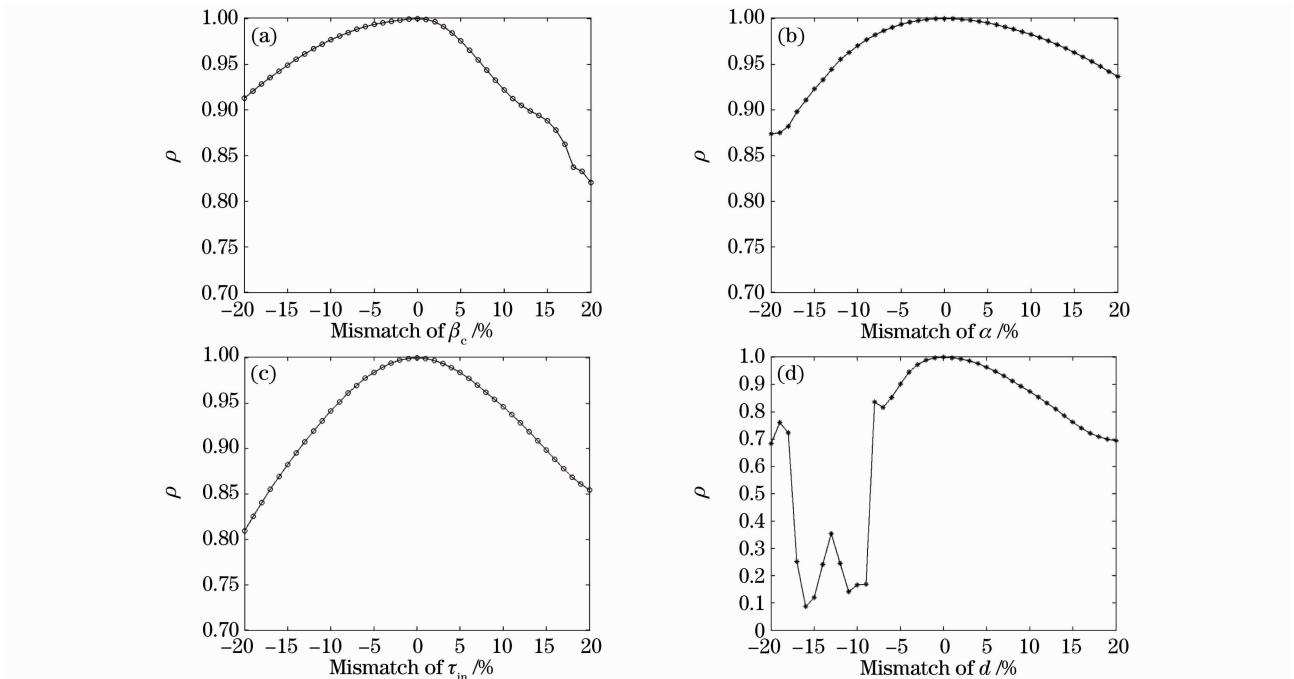 (a)
1.00
0.95
0.90
0.85
0.80
0.75
0.70
ρ
−20 −15 −10 −5 0 5 10 15 20
Mismatch of β_c /%
(b)
1.00
0.95
0.90
0.85
0.80
0.75
0.70
ρ
−20 −15 −10 −5 0 5 10 15 20
Mismatch of α /%
(c)
1.00
0.95
0.90
0.85
0.80
0.75
0.70
ρ
−20 −15 −10 −5 0 5 10 15 20
Mismatch of τ_in /%
(d)
1.0
0.9
0.8
0.7
0.6
0.5
0.4
0.3
0.2
0.1
0
ρ
−20 −15 −10 −5 0 5 10 15 20
Mismatch of d /%